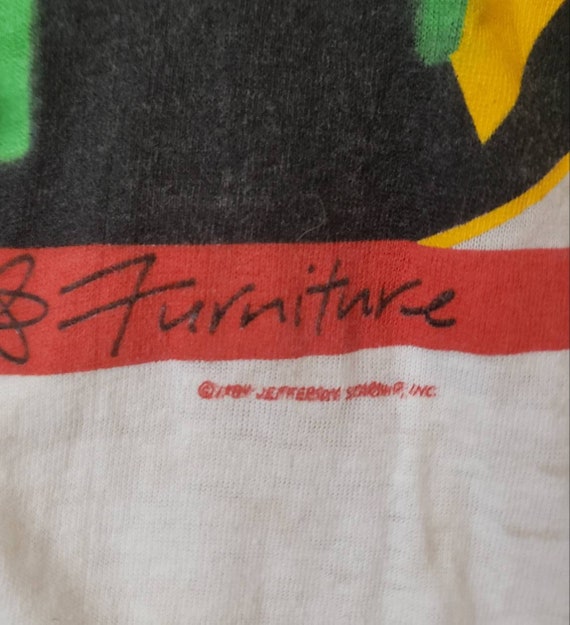 & Furniture
© 1984 JEFFERSON STARSHIP, INC.